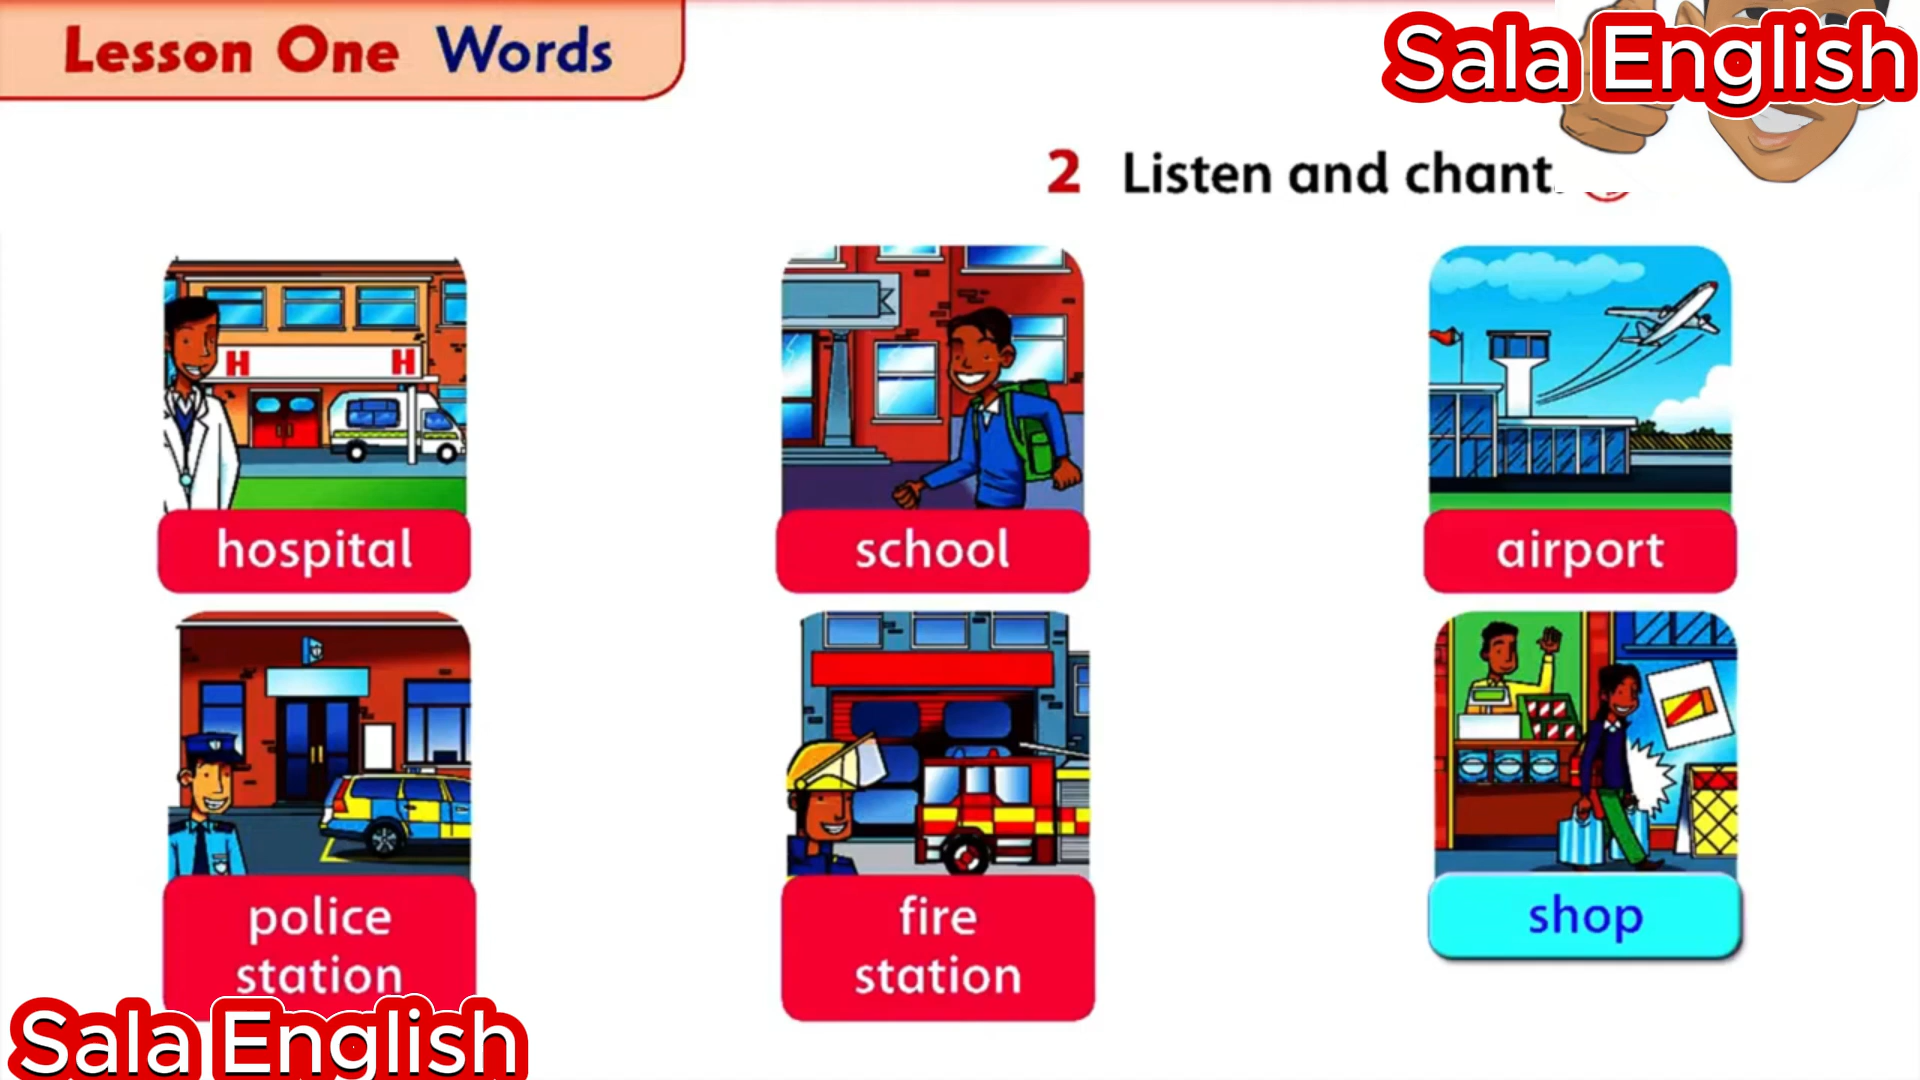 Lesson One Words
Sala English
2 Listen and chant.
H H
hospital
school
airport
police
station
fire
station
shop
Sala English